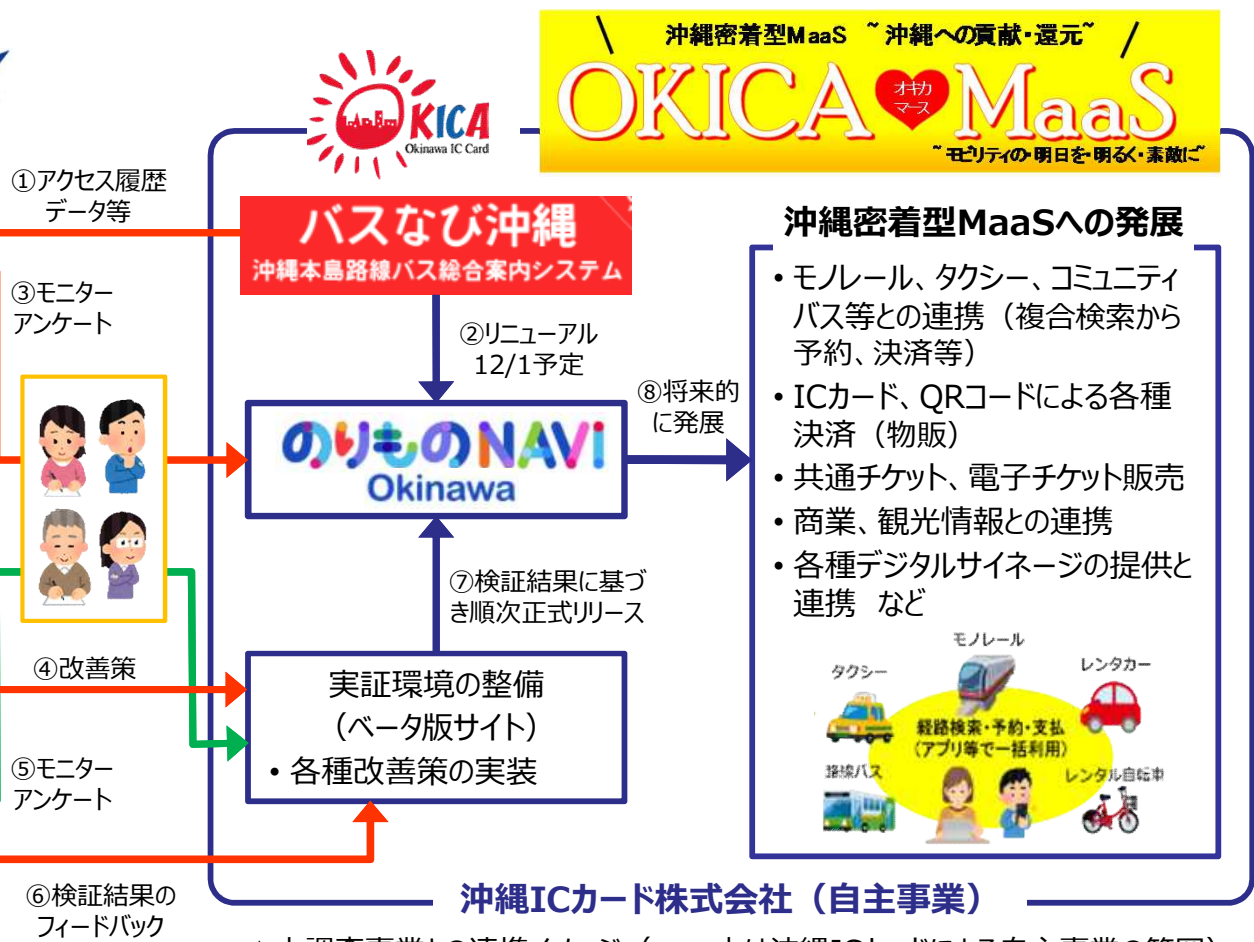 沖縄密着型MaaS ~沖縄への貢献・還元~
OKICA オキカマース MaaS
~モビリティの明日を明るく・素敵に~
OKICA
Okinawa IC Card
①アクセス履歴
データ等
③モニター
アンケート
④改善策
⑤モニター
アンケート
⑥検証結果の
フィードバック
バスなび沖縄
沖縄本島路線バス総合案内システム
②リニューアル
12/1予定
のりものNAVi
Okinawa
⑧将来的
に発展
⑦検証結果に基づ
き順次正式リリース
実証環境の整備
（ベータ版サイト）
・各種改善策の実装
沖縄密着型MaaSへの発展
・モノレール、タクシー、コミュニティ
バス等との連携（複合検索から
予約、決済等）
・ICカード、QRコードによる各種
決済（物販）
・共通チケット、電子チケット販売
・商業、観光情報との連携
・各種デジタルサイネージの提供と
連携 など
モノレール
タクシー
レンタカー
経路検索・予約・支払
（アプリ等で一括利用）
路線バス
レンタル自転車
沖縄ICカード株式会社（自主事業）